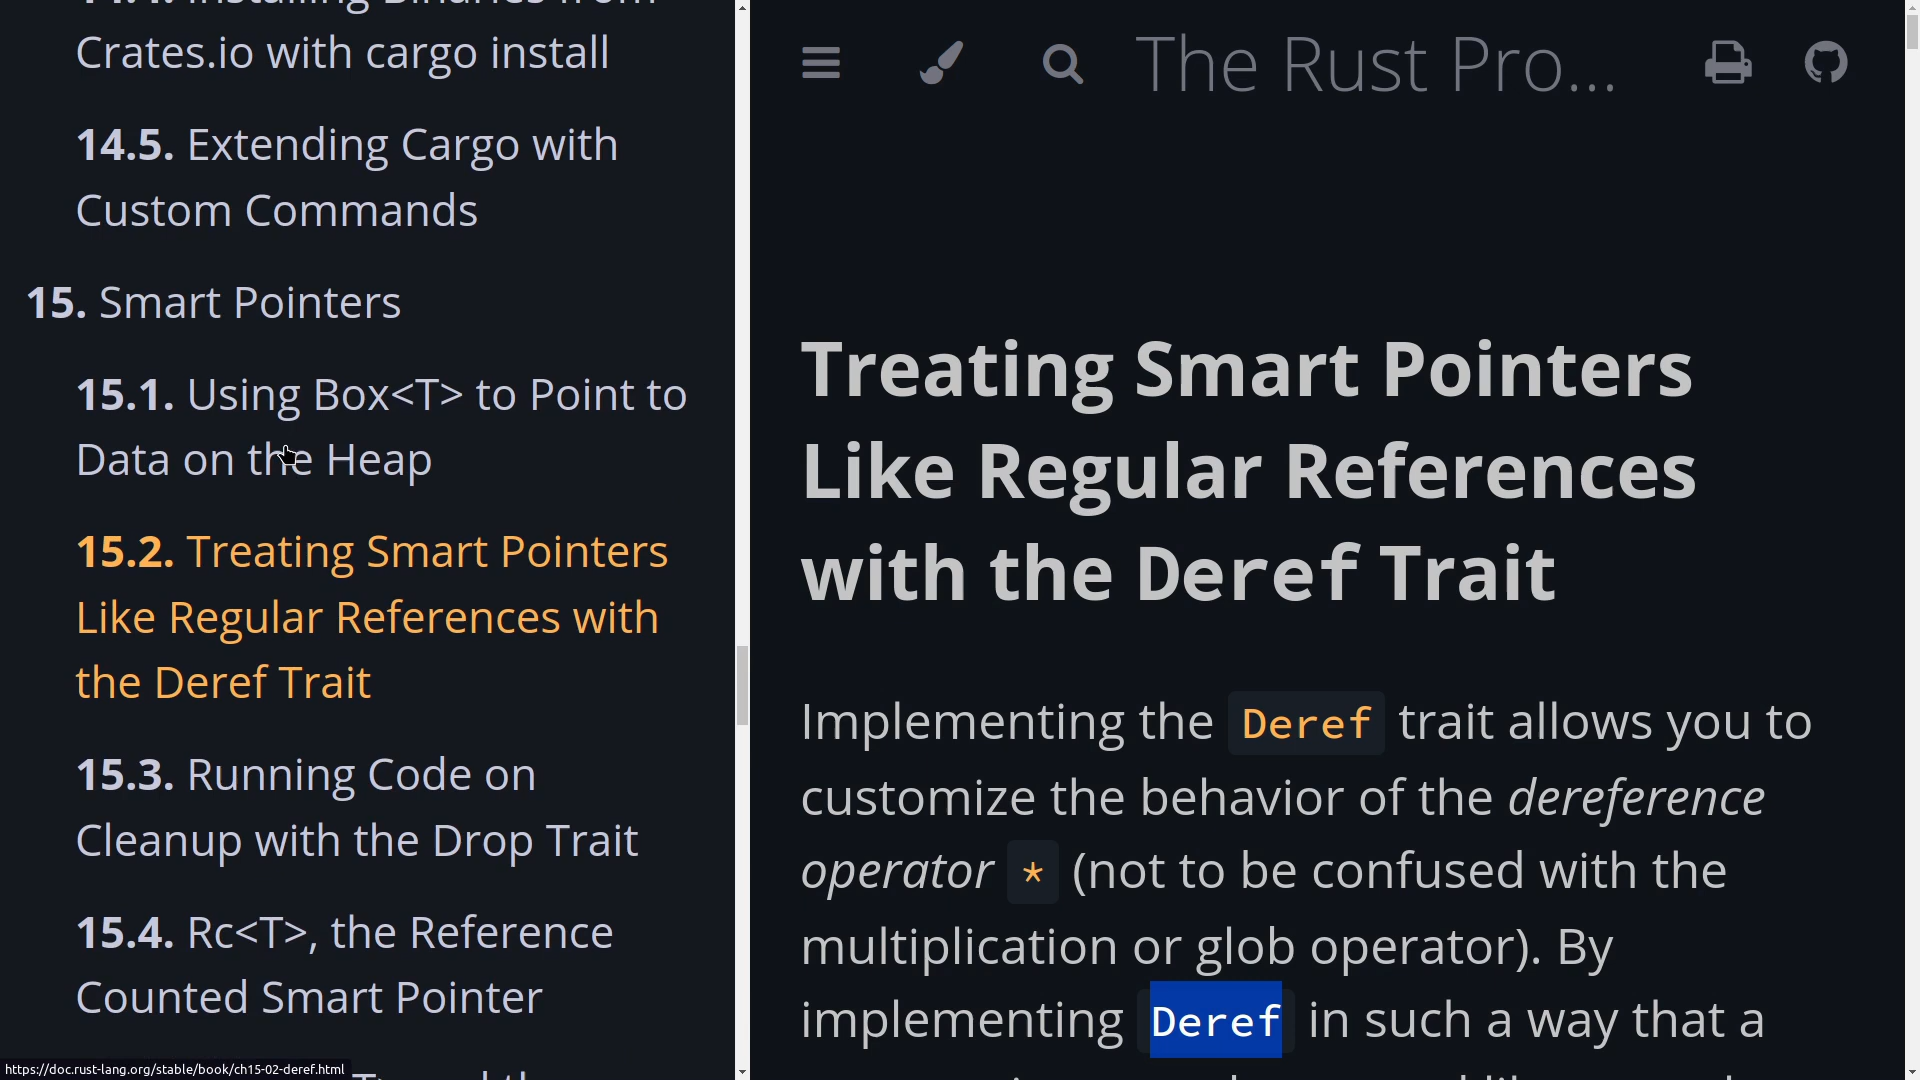 Crates.io with cargo install
14.5. Extending Cargo with
Custom Commands
15. Smart Pointers
15.1. Using Box<T> to Point to
Data on the Heap
15.2. Treating Smart Pointers
Like Regular References with
the Deref Trait
15.3. Running Code on
Cleanup with the Drop Trait
15.4. Rc<T>, the Reference
Counted Smart Pointer
https://doc.rust-lang.org/stable/book/ch15-02-deref.html
The Rust Pro...
Treating Smart Pointers
Like Regular References
with the Deref Trait
Implementing the Deref trait allows you to
customize the behavior of the dereference
operator * (not to be confused with the
multiplication or glob operator). By
implementing Deref in such a way that a